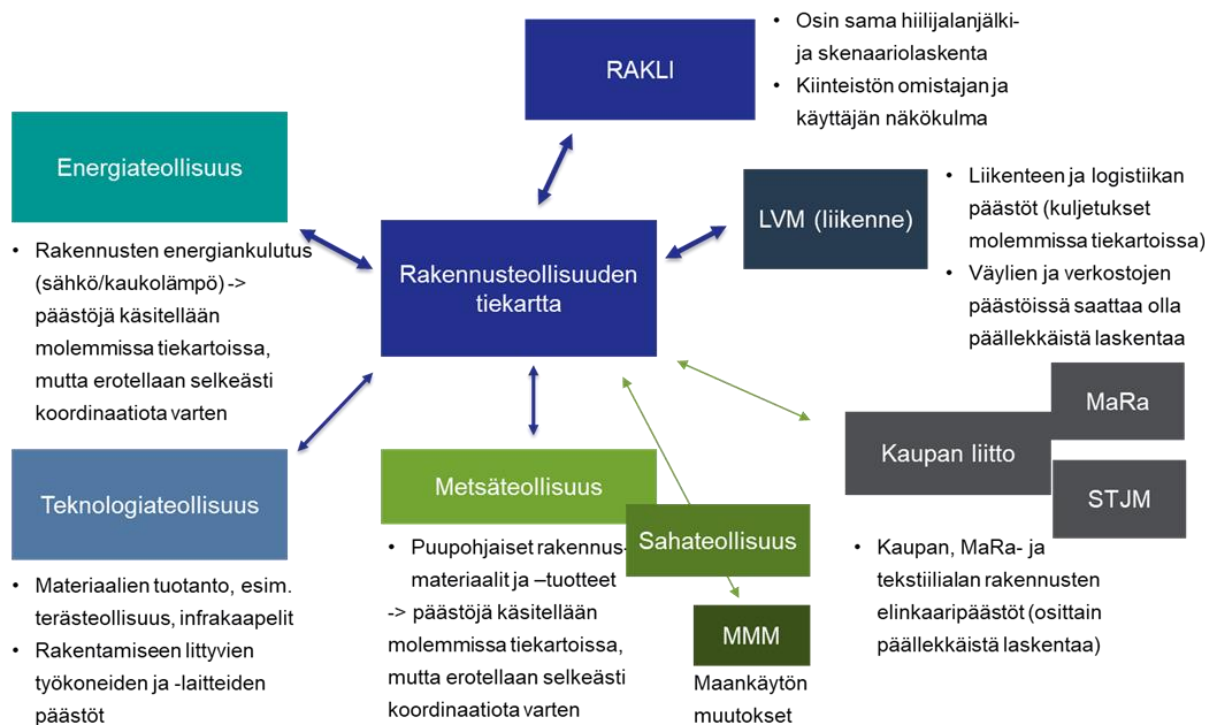 RAKLI
• Osin sama hiilijalanjälki-
ja skenaariolaskenta
• Kiinteistön omistajan ja
käyttäjän näkökulma
Energiateollisuus
• Rakennusten energiankulutus
(sähkö/kaukolämpö) ->
päästöjä käsitellään
molemmissa tiekartoissa,
mutta erotellaan selkeästi
koordinaatiota varten
Rakennusteollisuuden
tiekartta
LVM (liikenne)
• Liikenteen ja logistiikan
päästöt (kuljetukset
molemmissa tiekartoissa)
• Väylien ja verkostojen
päästöissä saattaa olla
päällekkäistä laskentaa
Teknologiateollisuus
• Materiaalien tuotanto, esim.
terästeollisuus, infrakaapelit
• Rakentamiseen littyvien
työkoneiden ja -laitteiden
päästöt
Metsäteollisuus
• Puupohjaiset rakennus-
materiaalit ja –tuotteet
-> päästöjä käsitellään
molemmissa tiekartoissa,
mutta erotellaan selkeästi
koordinaatiota varten
Sahateollisuus
MMM
Maankäytön
muutokset
Kaupan liitto
MaRa
STJM
• Kaupan, MaRa- ja
tekstiilialan rakennusten
elinkaaripäästöt (osittain
päällekkäistä laskentaa)